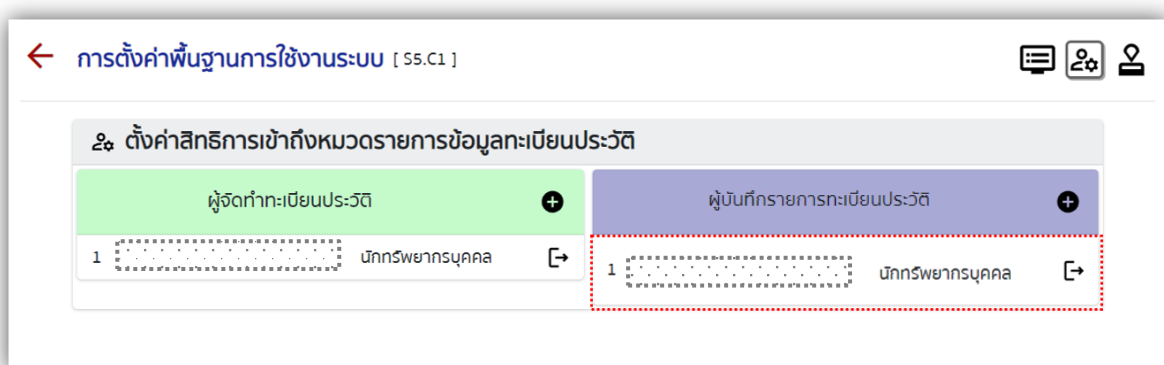 การตั้งค่าพื้นฐานการใช้งานระบบ [ S5.C1 ]
ตั้งค่าสิทธิการเข้าถึงหมวดรายการข้อมูลทะเบียนประวัติ
ผู้จัดทำทะเบียนประวัติ
ผู้บันทึกรายการทะเบียนประวัติ
1 นักทรัพยากรบุคคล
1 นักทรัพยากรบุคคล